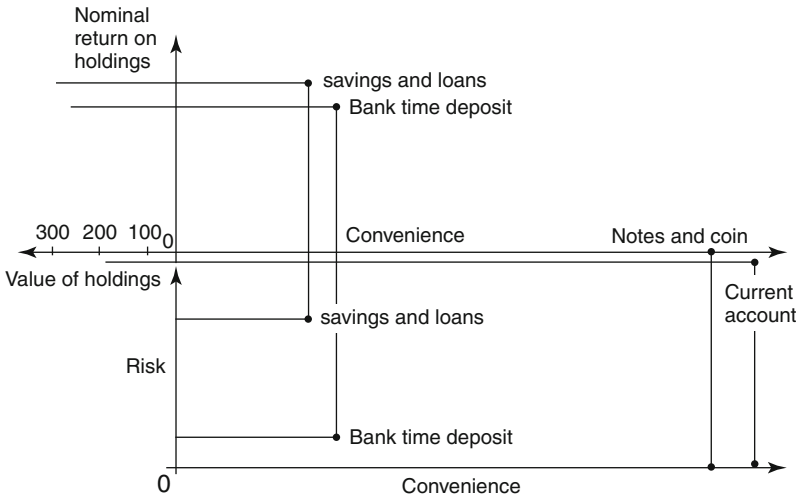 Nominal
return on
holdings
savings and loans
Bank time deposit
300 200 100 0
Convenience
Notes and coin
Value of holdings
Current
account
savings and loans
Risk
Bank time deposit
0
Convenience